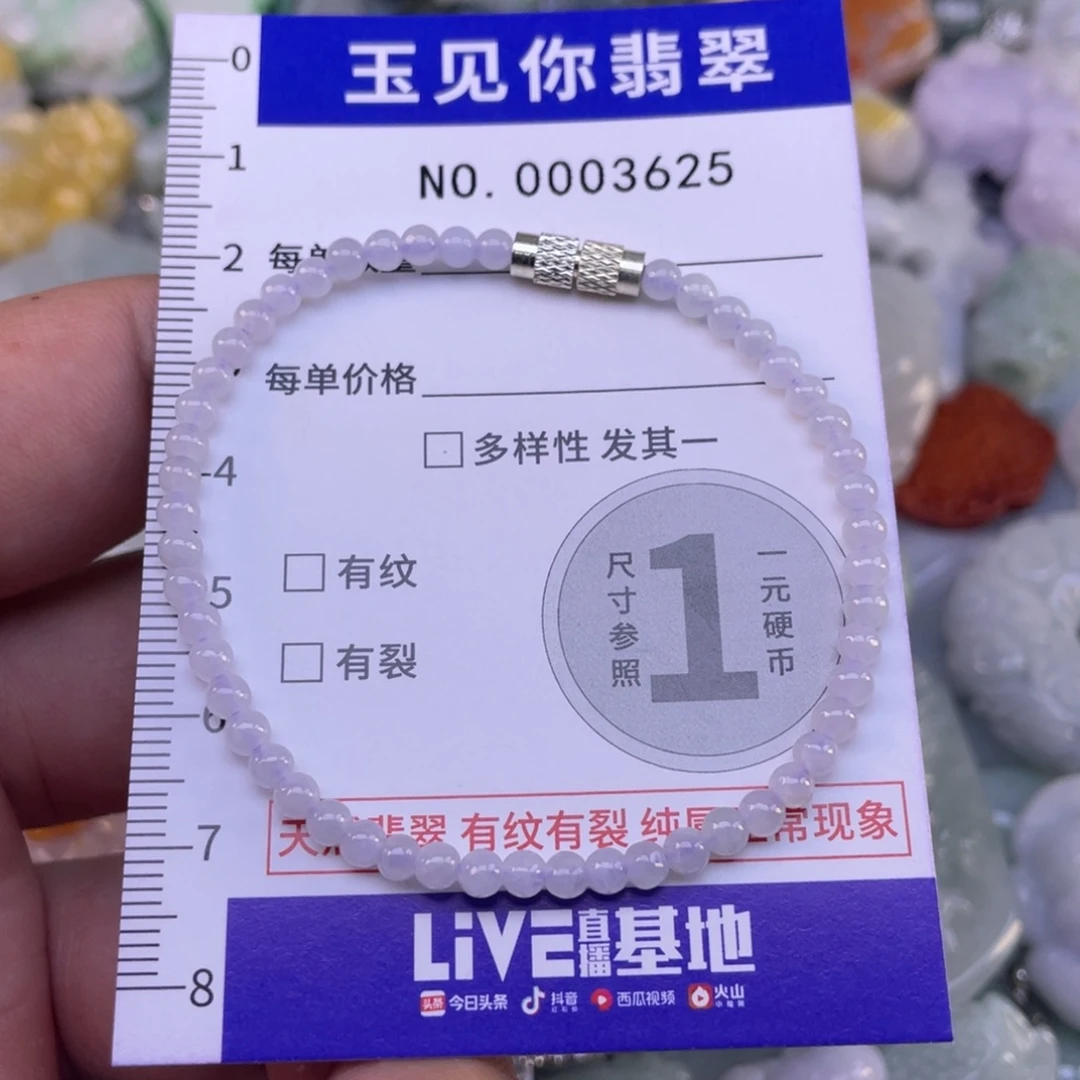 玉见你翡翠
NO. 0003625
0
1
2
4
5
6
7
8
每单
每单价格
多样性 发其一
有纹
有裂
尺寸参照
1
一元硬币
翡翠 有纹有裂 纯 常现象
LiVE直播基地
今日头条 抖音 西瓜视频 火山